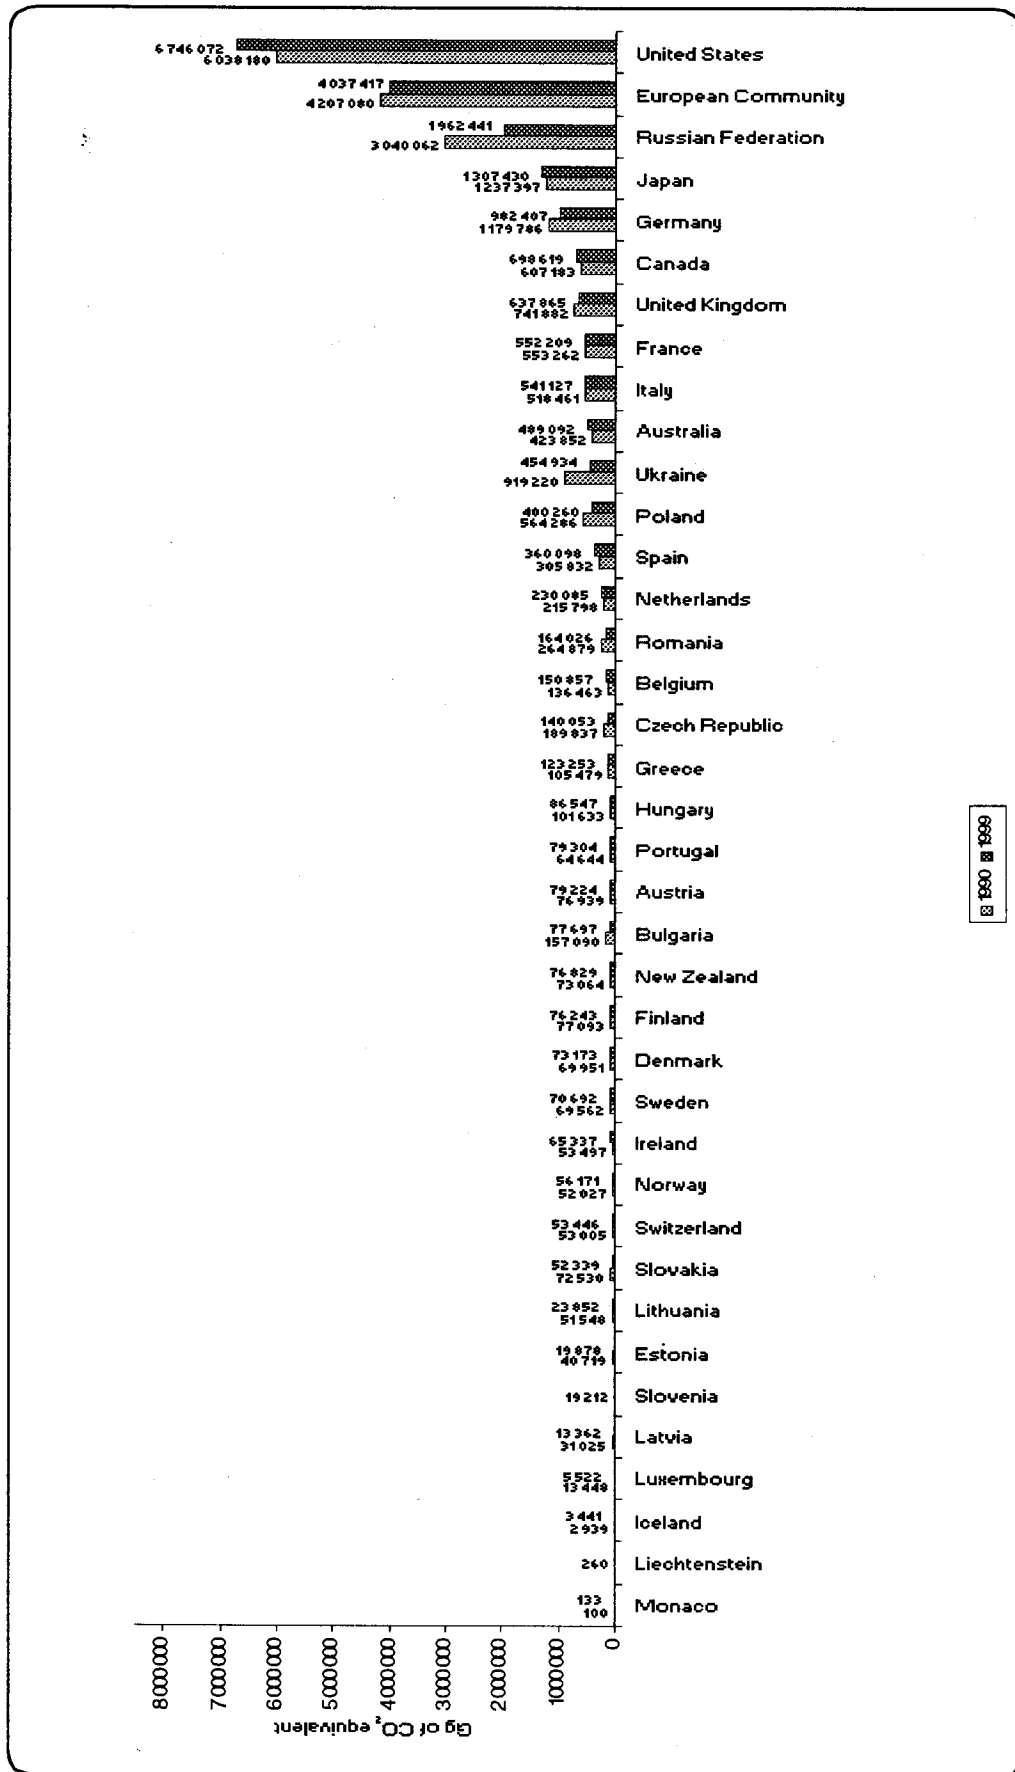 6 746 072
6 038 180
United States
4 037 417
4 207 080
European Community
1 962 441
3 040 062
Russian Federation
1 307 430
1 237 397
Japan
982 407
1 179 786
Germany
698 619
607 183
Canada
637 865
741 882
United Kingdom
552 209
553 262
France
541 127
518 461
Italy
489 092
423 852
Australia
454 934
919 220
Ukraine
400 260
564 286
Poland
360 098
305 832
Spain
230 085
215 798
Netherlands
164 026
264 879
Romania
150 857
136 463
Belgium
140 053
189 837
Czech Republic
123 253
105 479
Greece
86 547
101 633
Hungary
79 304
64 644
Portugal
79 224
76 939
Austria
77 697
157 090
Bulgaria
76 829
73 064
New Zealand
76 243
77 093
Finland
73 173
69 951
Denmark
70 692
69 562
Sweden
65 337
53 497
Ireland
56 171
52 027
Norway
53 446
53 005
Switzerland
52 339
72 530
Slovakia
23 852
51 548
Lithuania
19 878
40 719
Estonia
19 212
Slovenia
13 362
31 025
Latvia
5 522
13 448
Luxembourg
3 441
2 939
Iceland
260
Liechtenstein
133
100
Monaco
8000000
7000000
6000000
5000000
4000000
3000000
2000000
1000000
0
Gg of CO₂ equivalent
1990 1999